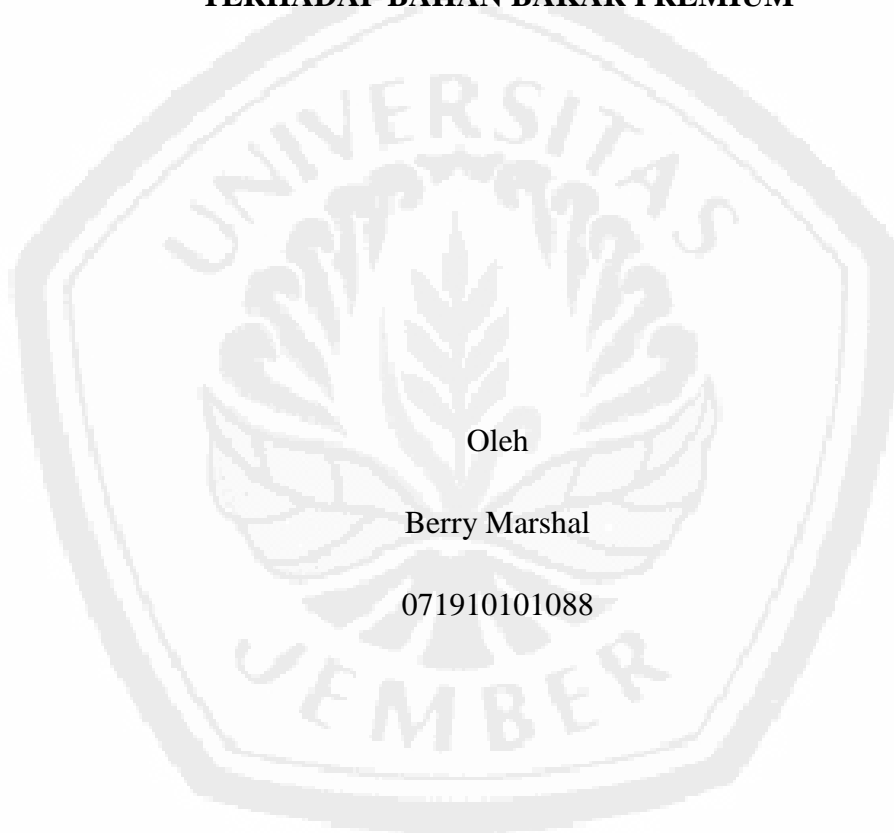 TERHADAP BAHAN BAKAR PREMIUM
UNIVERSITAS
Oleh
Berry Marshal
071910101088
JEMBER